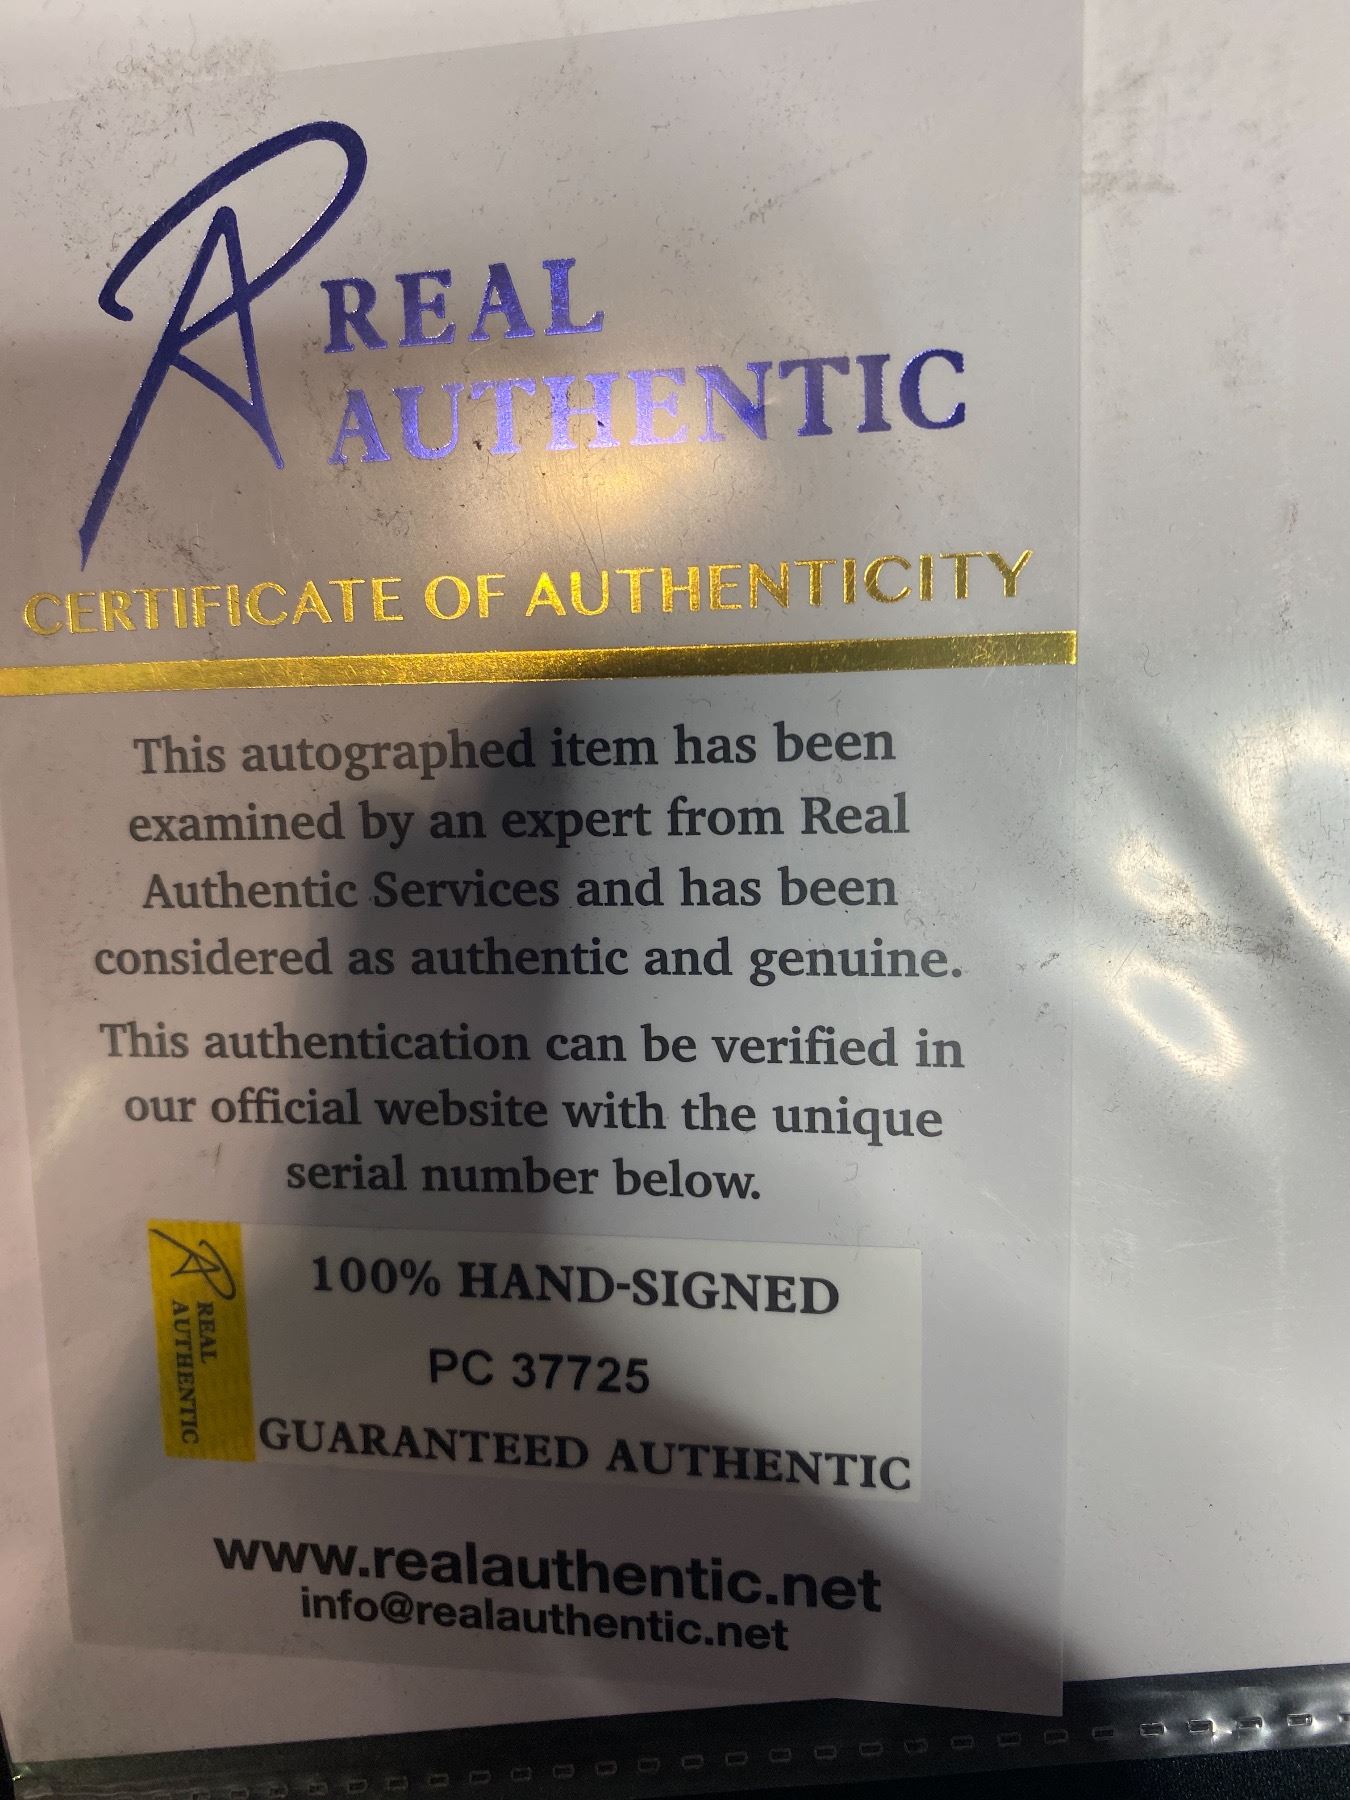 REAL
AUTHENTIC
CERTIFICATE OF AUTHENTICITY
This autographed item has been
examined by an expert from Real
Authentic Services and has been
considered as authentic and genuine.
This authentication can be verified in
our official website with the unique
serial number below.
REAL
AUTHENTIC
100% HAND-SIGNED
PC 37725
GUARANTEED AUTHENTIC
www.realauthentic.net
info@realauthentic.net